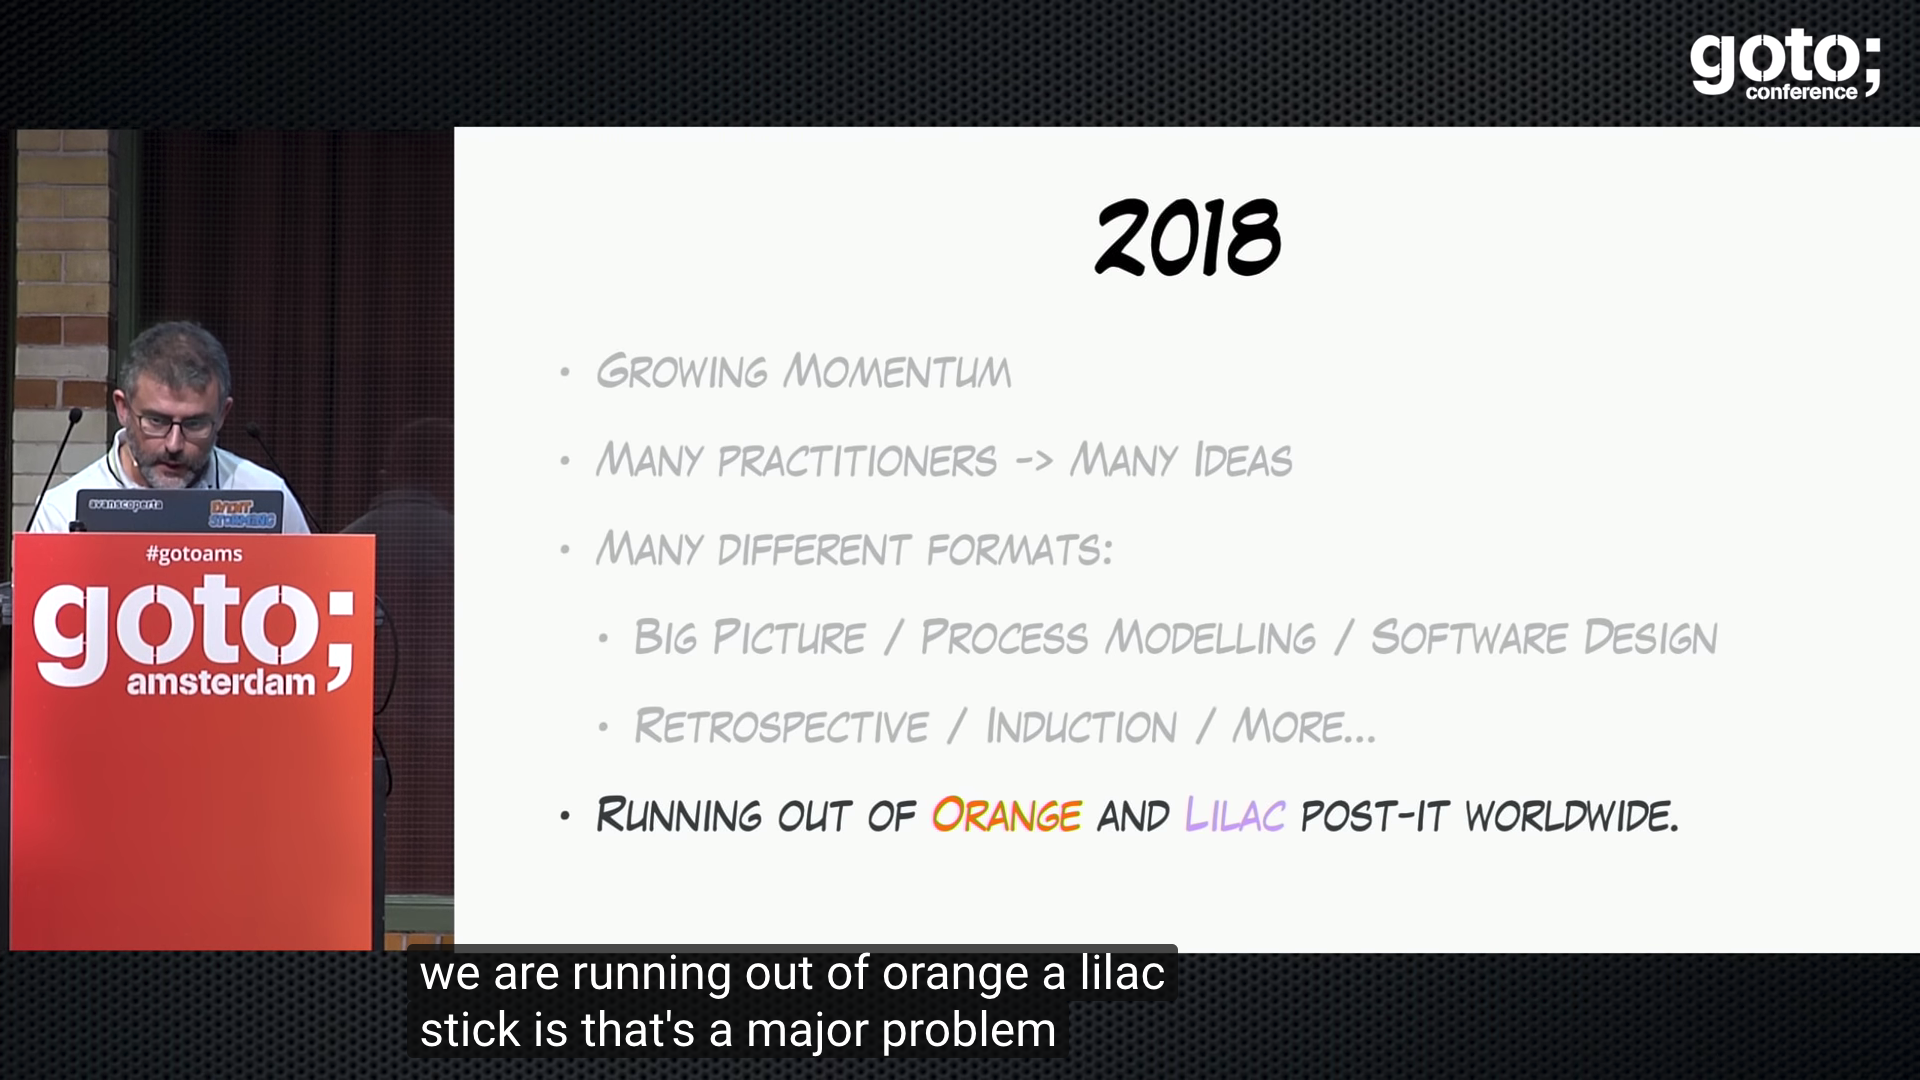 goto;
conference
2018
• Growing Momentum
• Many practitioners -> Many Ideas
• Many different formats:
• Big Picture / Process Modelling / Software Design
• Retrospective / Induction / More...
• Running out of Orange and Lilac post-it worldwide.
avanscoperta
EVENT
STORMING
#gotoams
goto;
amsterdam
we are running out of orange a lilac
stick is that's a major problem